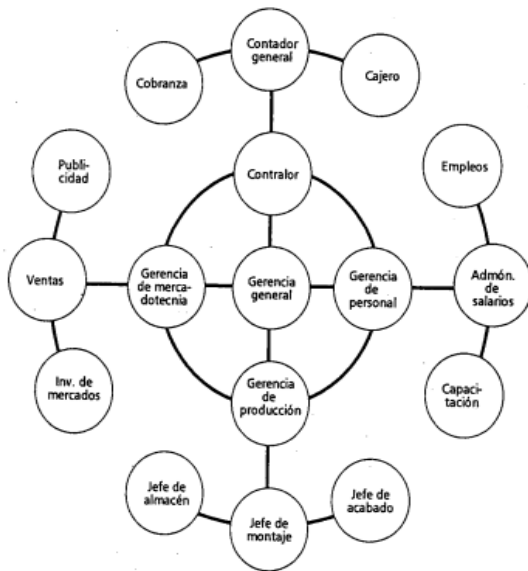 Contador
general
Cobranza
Cajero
Publi-
cidad
Contralor
Empleos
Ventas
Gerencia
de merca-
dotecnia
Gerencia
general
Gerencia
de
personal
Admón.
de
salarios
Inv. de
mercados
Gerencia
de
producción
Capaci-
tación
Jefe de
almacén
Jefe de
montaje
Jefe de
acabado